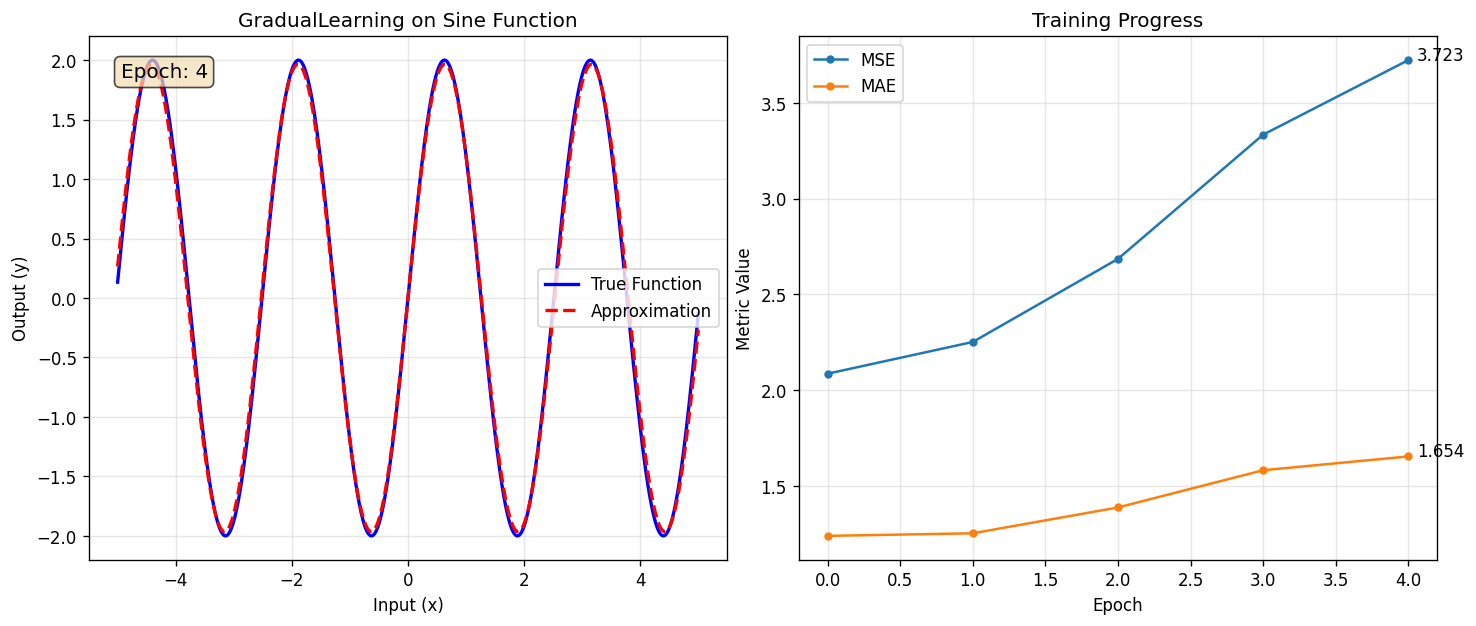 GradualLearning on Sine Function
Epoch: 4
2.0
1.5
1.0
0.5
0.0
−0.5
−1.0
−1.5
−2.0
Output (y)
True Function
Approximation
−4
−2
0
2
4
Input (x)
Training Progress
MSE
MAE
3.723
1.654
3.5
3.0
2.5
2.0
1.5
Metric Value
0.0
0.5
1.0
1.5
2.0
2.5
3.0
3.5
4.0
Epoch